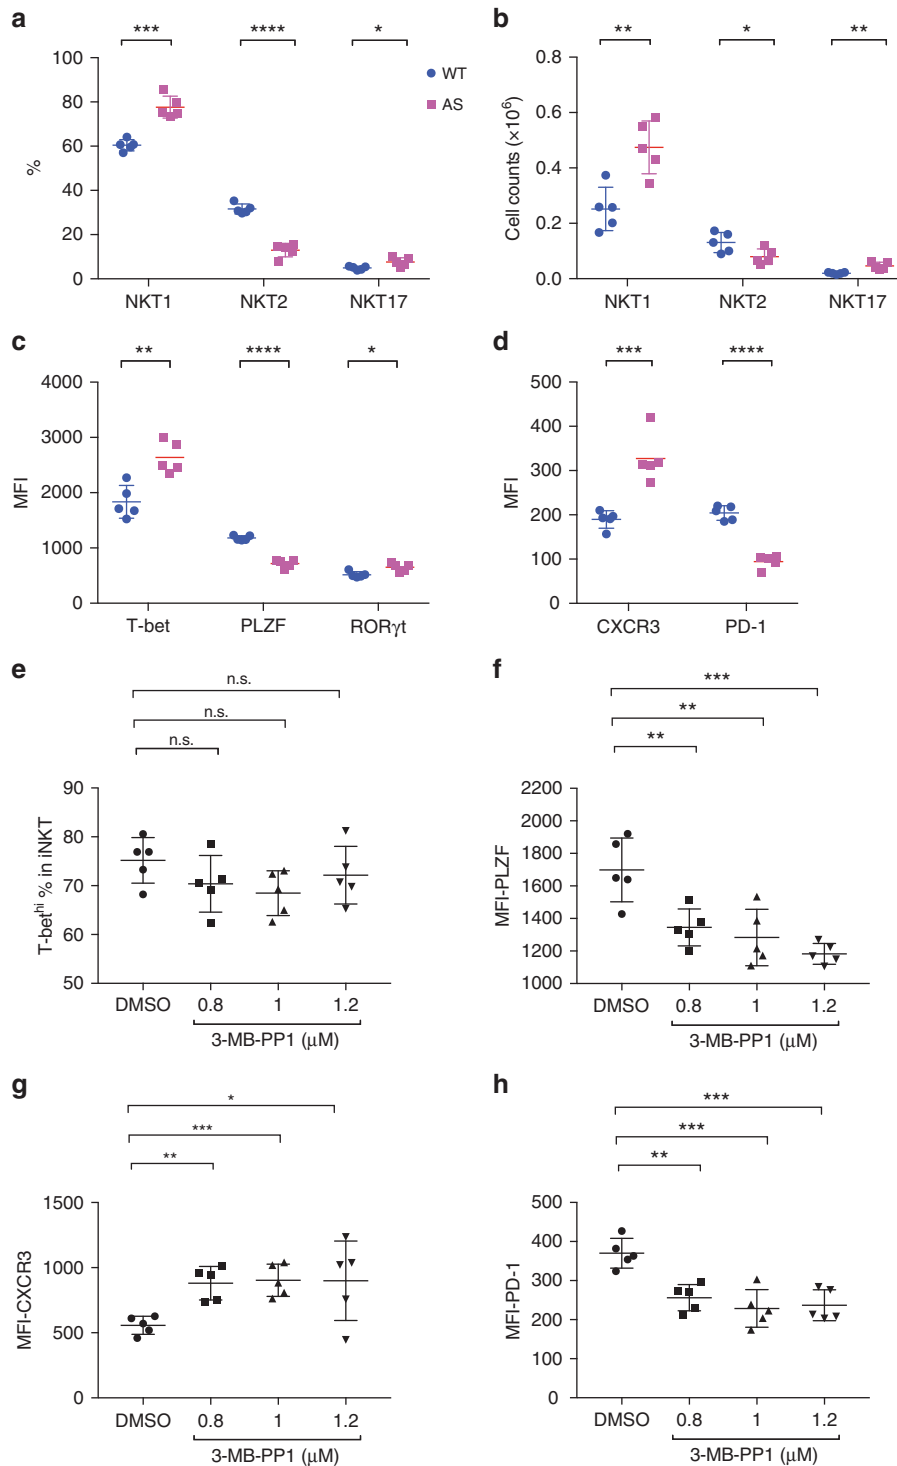 a
*** **** *
100
80
60
40
20
0
%
WT
AS
NKT1 NKT2 NKT17
b
** * **
0.8
0.6
0.4
0.2
0.0
Cell counts (×10⁶)
NKT1 NKT2 NKT17
c
** **** *
4000
3000
2000
1000
0
MFI
T-bet PLZF RORγt
d
*** ****
500
400
300
200
100
0
MFI
CXCR3 PD-1
e
n.s.
n.s.
n.s.
90
80
70
60
50
T-betʰⁱ % in iNKT
DMSO 0.8 1 1.2
3-MB-PP1 (μM)
f
***
**
**
2200
2000
1800
1600
1400
1200
1000
MFI-PLZF
DMSO 0.8 1 1.2
3-MB-PP1 (μM)
g
*
***
**
1500
1000
500
0
MFI-CXCR3
DMSO 0.8 1 1.2
3-MB-PP1 (μM)
h
***
***
**
500
400
300
200
100
0
MFI-PD-1
DMSO 0.8 1 1.2
3-MB-PP1 (μM)